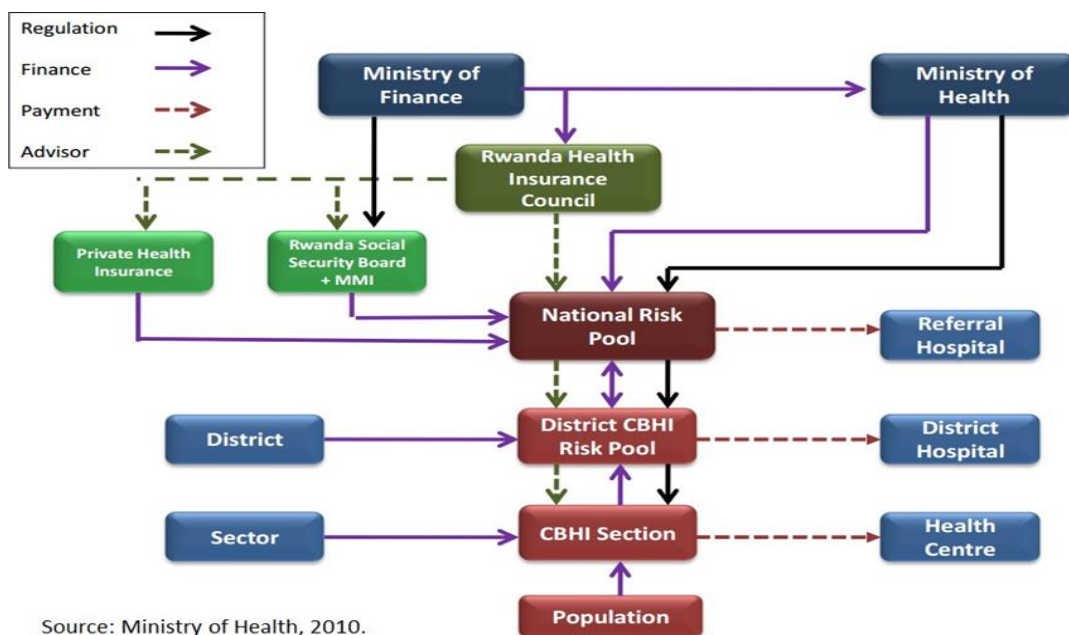 Regulation
Finance
Payment
Advisor
Ministry of
Finance
Ministry of
Health
Rwanda Health
Insurance
Council
Private Health
Insurance
Rwanda Social
Security Board
+ MMI
National Risk
Pool
Referral
Hospital
District
District CBHI
Risk Pool
District
Hospital
Sector
CBHI Section
Health
Centre
Population
Source: Ministry of Health, 2010.